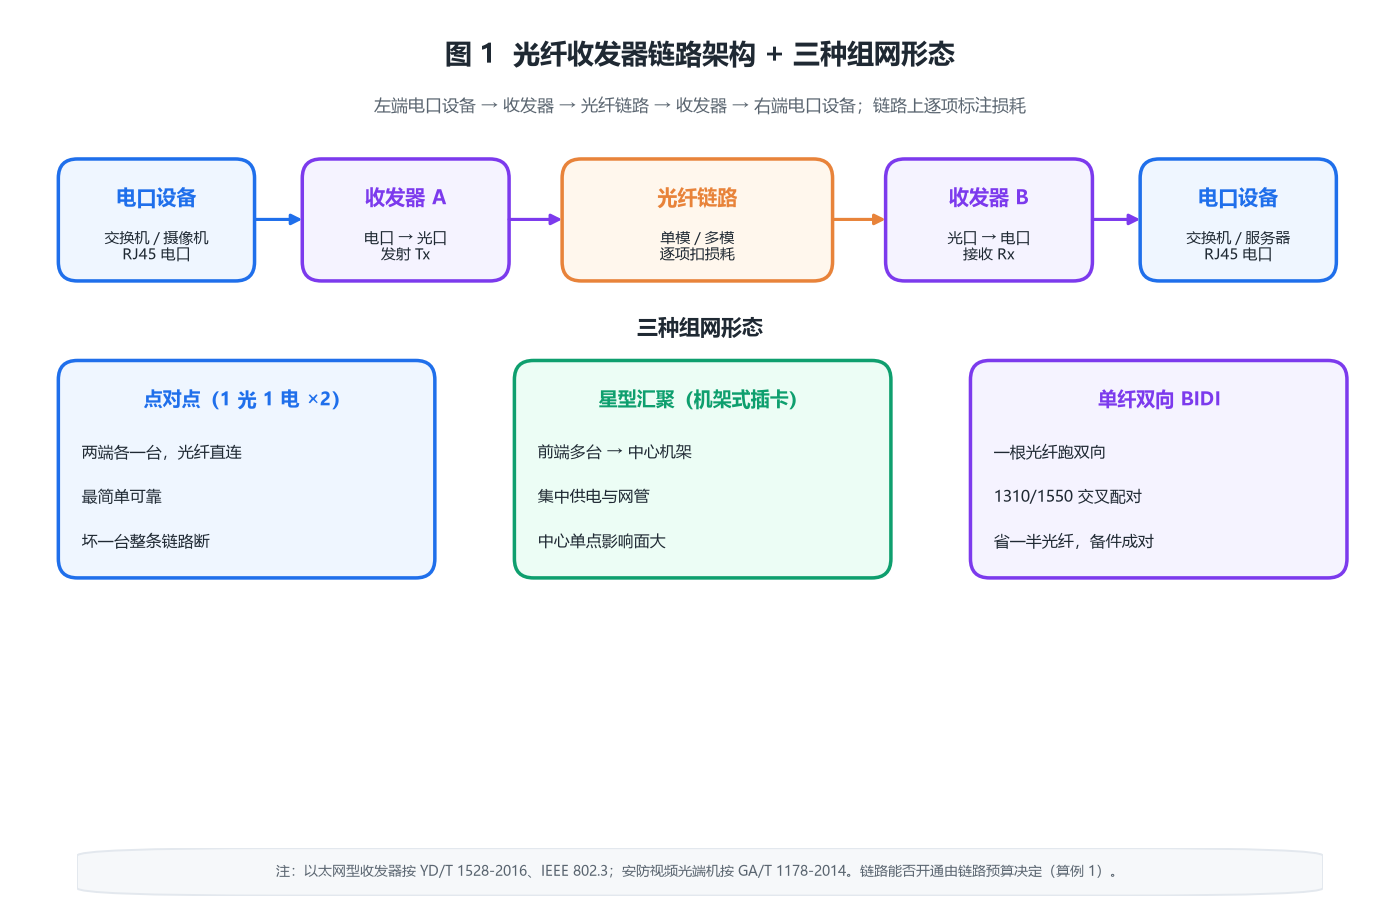 图 1 光纤收发器链路架构 + 三种组网形态
左端电口设备 → 收发器 → 光纤链路 → 收发器 → 右端电口设备；链路上逐项标注损耗
电口设备
交换机 / 摄像机
RJ45 电口
收发器 A
电口 → 光口
发射 Tx
光纤链路
单模 / 多模
逐项扣损耗
收发器 B
光口 → 电口
接收 Rx
电口设备
交换机 / 服务器
RJ45 电口
三种组网形态
点对点（1 光 1 电 ×2）
两端各一台，光纤直连
最简单可靠
坏一台整条链路断
星型汇聚（机架式插卡）
前端多台 → 中心机架
集中供电与网管
中心单点影响面大
单纤双向 BIDI
一根光纤跑双向
1310/1550 交叉配对
省一半光纤，备件成对
注：以太网型收发器按 YD/T 1528-2016、IEEE 802.3；安防视频光端机按 GA/T 1178-2014。链路能否开通由链路预算决定（算例 1）。